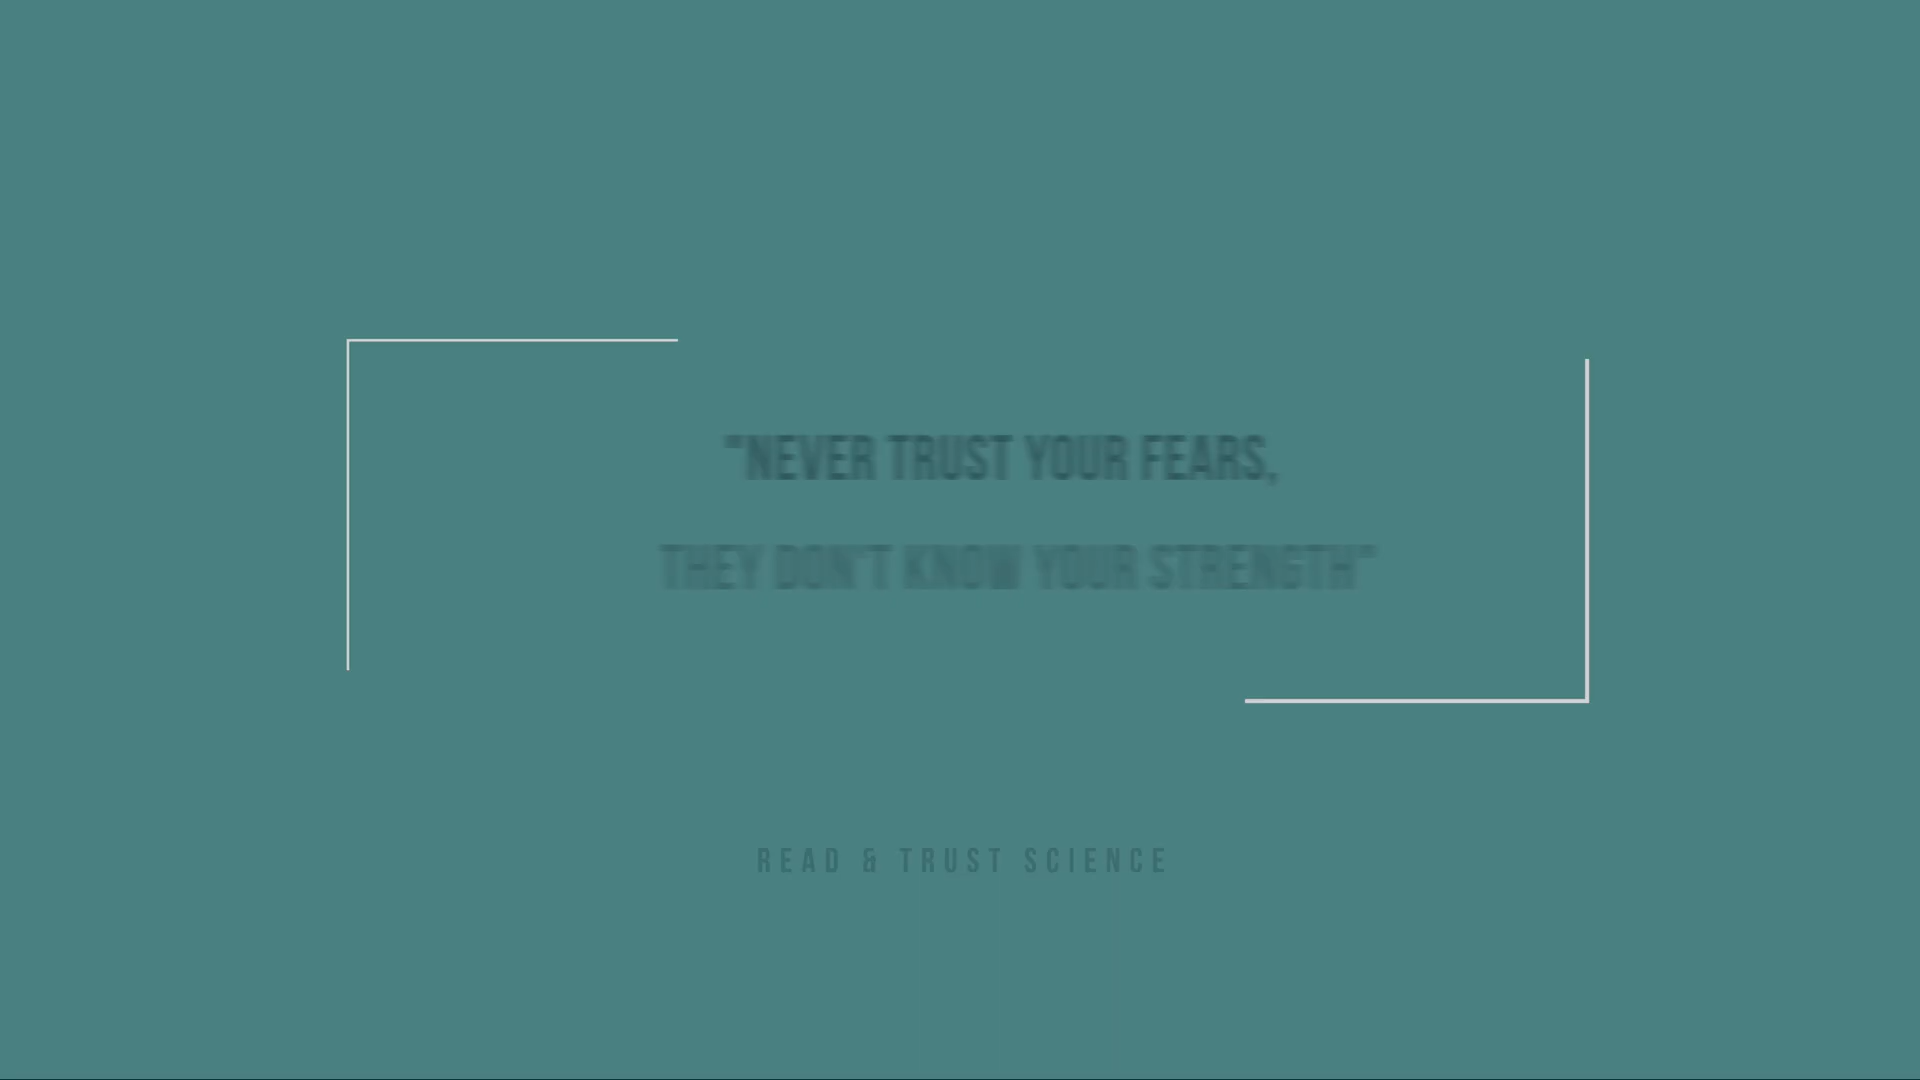 "NEVER TRUST YOUR FEARS,
THEY DON'T KNOW YOUR STRENGTH"
READ & TRUST SCIENCE